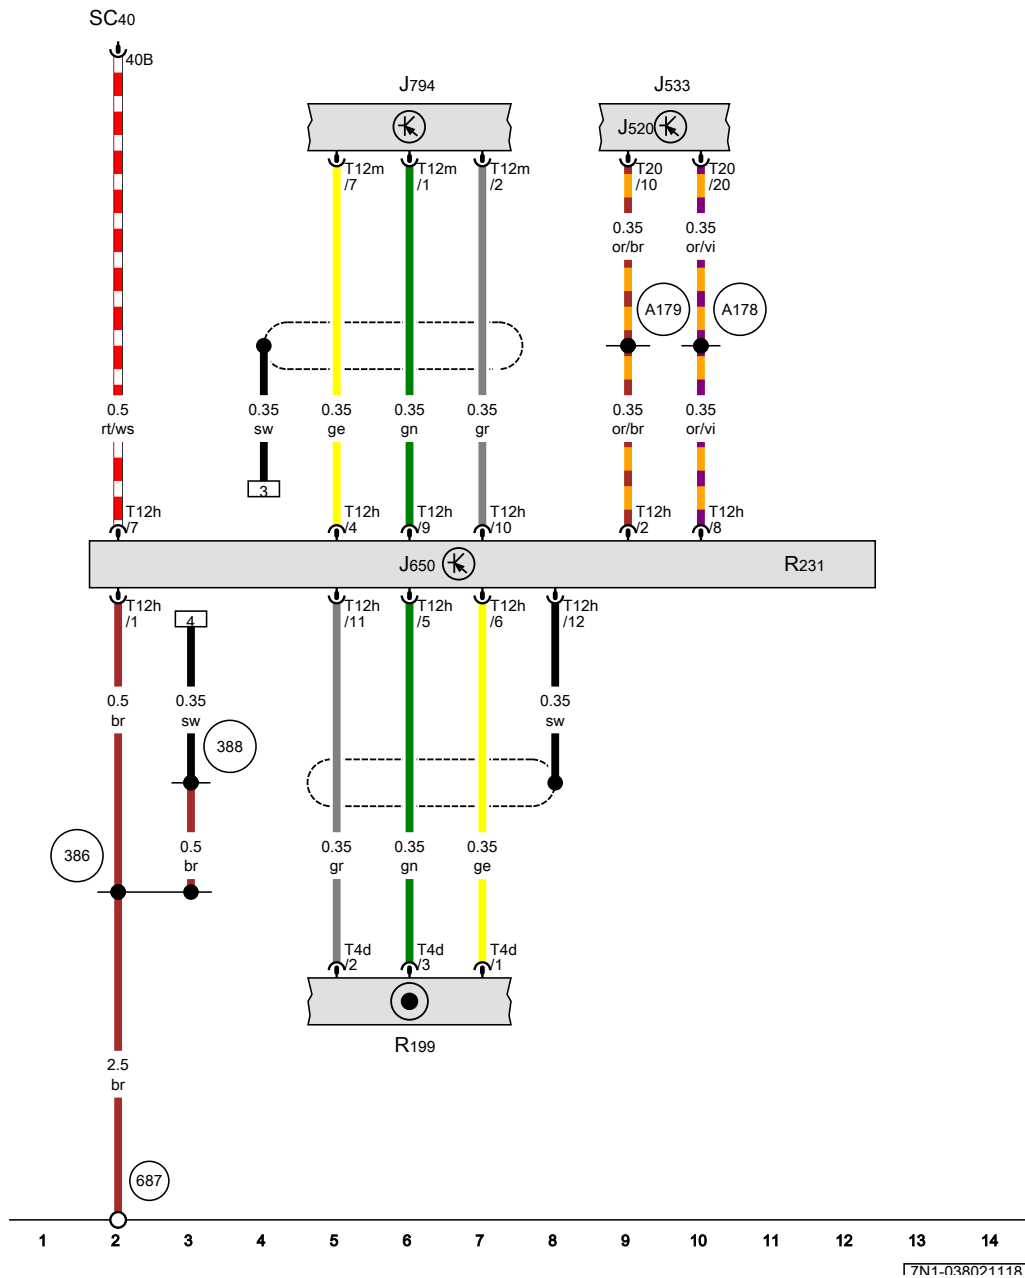 SC40
40B
J794
J533
J520
T12m
/7
T12m
/1
T12m
/2
T20
/10
T20
/20
0.35
or/br
0.35
or/vi
A179
A178
0.5
rt/ws
0.35
sw
0.35
ge
0.35
gn
0.35
gr
0.35
or/br
0.35
or/vi
3
T12h
/7
T12h
/4
T12h
/9
T12h
/10
T12h
/2
T12h
/8
J650
R231
T12h
/1
4
T12h
/11
T12h
/5
T12h
/6
T12h
/12
0.5
br
0.35
sw
0.35
sw
388
386
0.5
br
0.35
gr
0.35
gn
0.35
ge
T4d
/2
T4d
/3
T4d
/1
R199
2.5
br
687
1 2 3 4 5 6 7 8 9 10 11 12 13 14
7N1-038021118